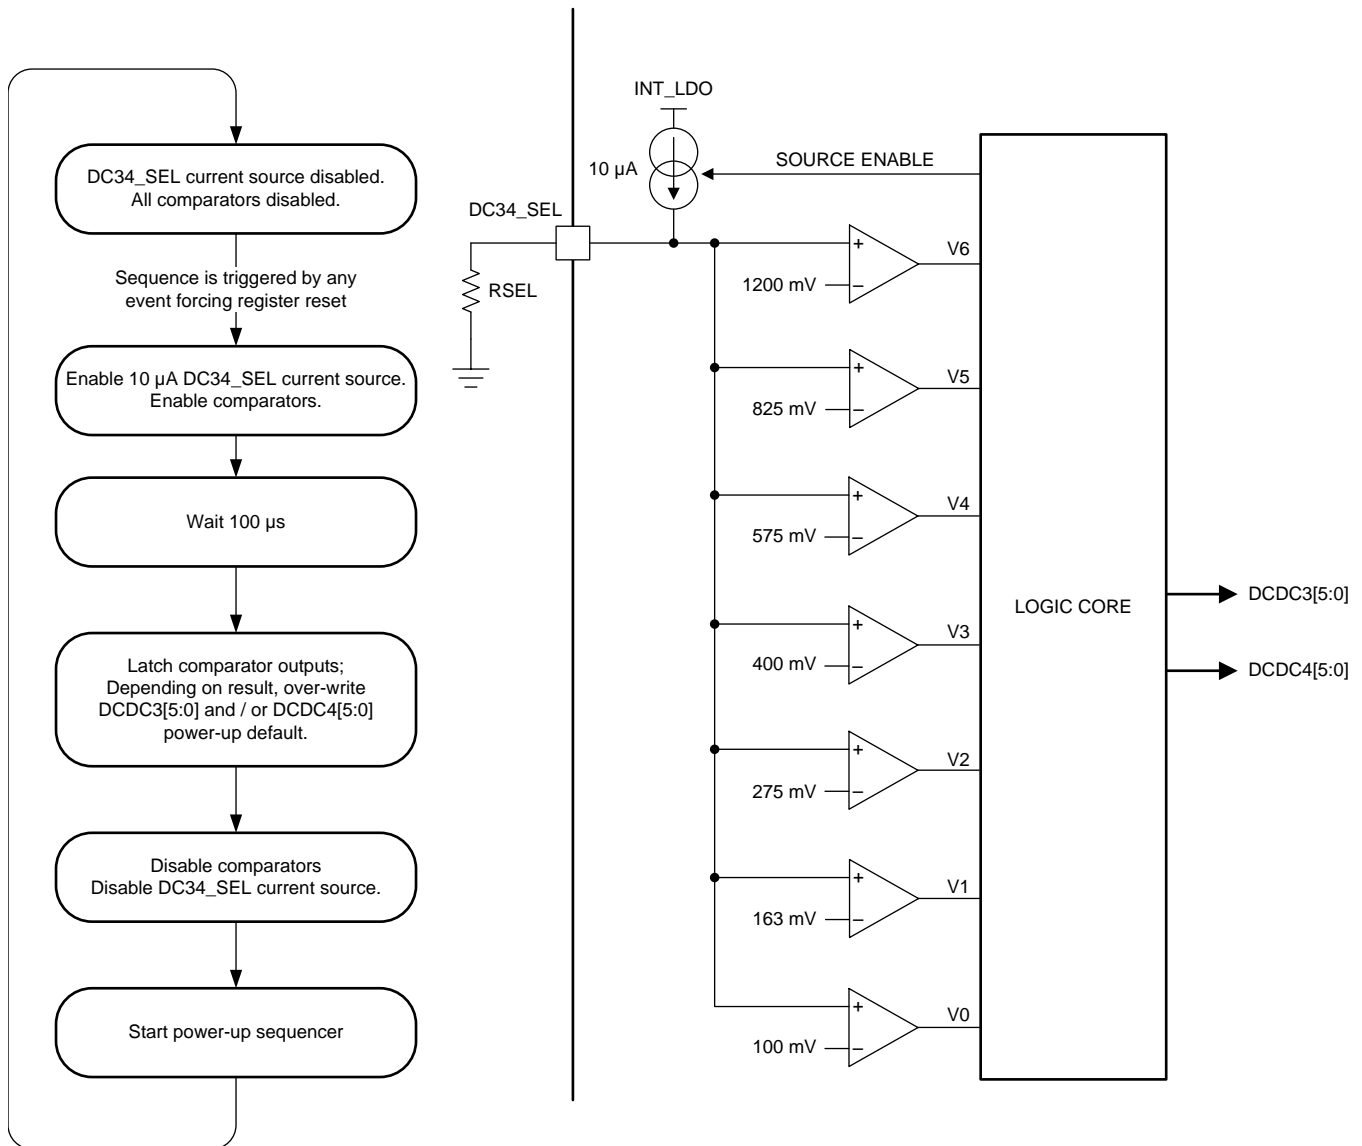 DC34_SEL current source disabled.
All comparators disabled.
Sequence is triggered by any
event forcing register reset
Enable 10 µA DC34_SEL current source.
Enable comparators.
Wait 100 µs
Latch comparator outputs;
Depending on result, over-write
DCDC3[5:0] and / or DCDC4[5:0]
power-up default.
Disable comparators
Disable DC34_SEL current source.
Start power-up sequencer
INT_LDO
10 µA
SOURCE ENABLE
DC34_SEL
RSEL
+
V6
1200 mV
–
+
V5
825 mV
–
+
V4
575 mV
–
+
V3
400 mV
–
+
V2
275 mV
–
+
V1
163 mV
–
+
V0
100 mV
–
LOGIC CORE
DCDC3[5:0]
DCDC4[5:0]